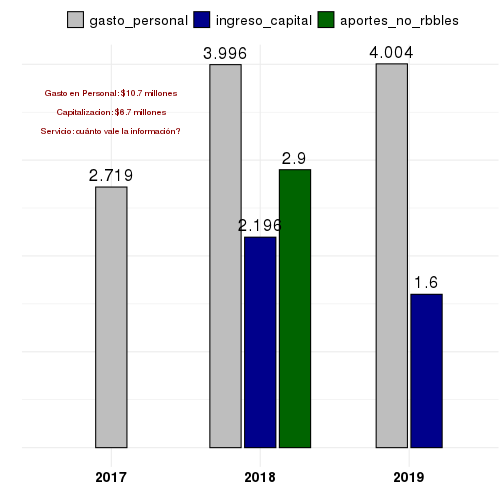 gasto_personal ingreso_capital aportes_no_rbbles
3.996
4.004
Gasto en Personal: $10.7 millones
Capitalizacion: $6.7 millones
Servicio: cuánto vale la información?
2.9
2.719
2.196
1.6
2017 2018 2019